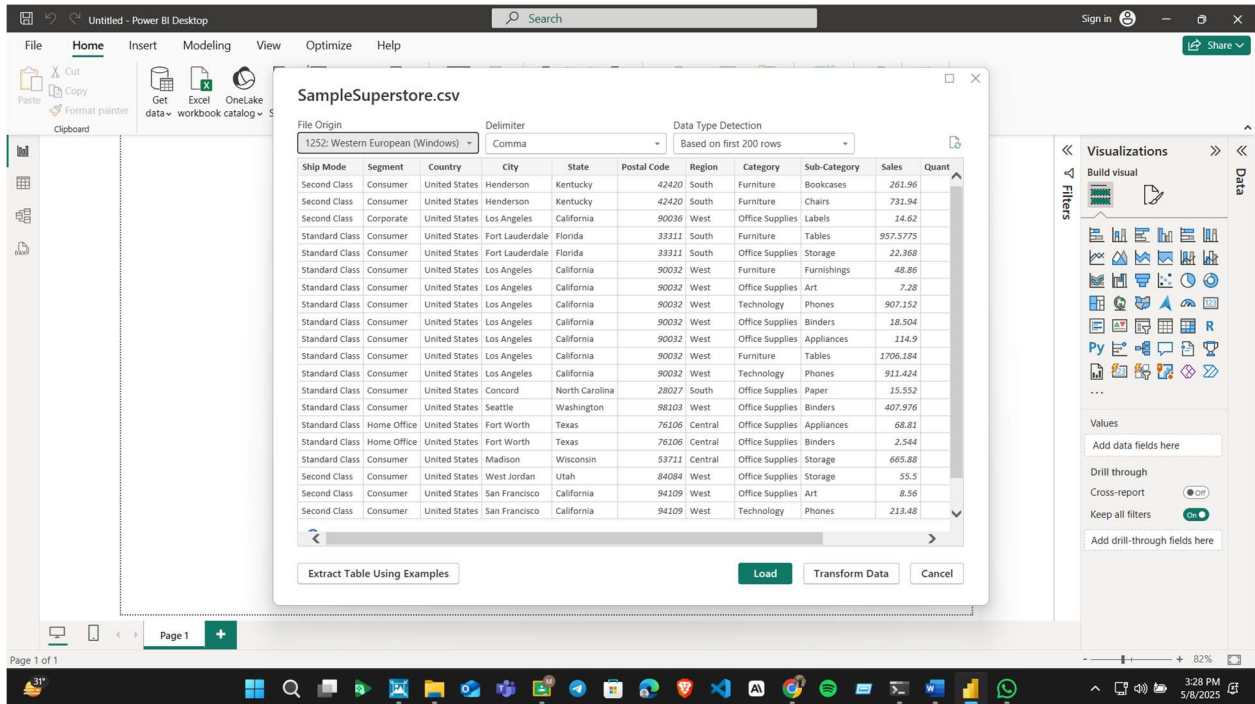 Untitled - Power BI Desktop
Search
Sign in
File Home Insert Modeling View Optimize Help
Share
Paste
Cut
Copy
Format painter
Clipboard
Get data
Excel workbook
OneLake catalog
SampleSuperstore.csv
File Origin Delimiter Data Type Detection
1252: Western European (Windows) Comma Based on first 200 rows
Ship Mode Segment Country City State Postal Code Region Category Sub-Category Sales Quant
Second Class Consumer United States Henderson Kentucky 42420 South Furniture Bookcases 261.96
Second Class Consumer United States Henderson Kentucky 42420 South Furniture Chairs 731.94
Second Class Corporate United States Los Angeles California 90036 West Office Supplies Labels 14.62
Standard Class Consumer United States Fort Lauderdale Florida 33311 South Furniture Tables 957.5775
Standard Class Consumer United States Fort Lauderdale Florida 33311 South Office Supplies Storage 22.368
Standard Class Consumer United States Los Angeles California 90032 West Furniture Furnishings 48.86
Standard Class Consumer United States Los Angeles California 90032 West Office Supplies Art 7.28
Standard Class Consumer United States Los Angeles California 90032 West Technology Phones 907.152
Standard Class Consumer United States Los Angeles California 90032 West Office Supplies Binders 18.504
Standard Class Consumer United States Los Angeles California 90032 West Office Supplies Appliances 114.9
Standard Class Consumer United States Los Angeles California 90032 West Furniture Tables 1706.184
Standard Class Consumer United States Los Angeles California 90032 West Technology Phones 911.424
Standard Class Consumer United States Concord North Carolina 28027 South Office Supplies Paper 15.552
Standard Class Consumer United States Seattle Washington 98103 West Office Supplies Binders 407.976
Standard Class Home Office United States Fort Worth Texas 76106 Central Office Supplies Appliances 68.81
Standard Class Home Office United States Fort Worth Texas 76106 Central Office Supplies Binders 2.544
Standard Class Consumer United States Madison Wisconsin 53711 Central Office Supplies Storage 665.88
Second Class Consumer United States West Jordan Utah 84084 West Office Supplies Storage 55.5
Second Class Consumer United States San Francisco California 94109 West Office Supplies Art 8.56
Second Class Consumer United States San Francisco California 94109 West Technology Phones 213.48
Extract Table Using Examples Load Transform Data Cancel
Filters
Visualizations
Build visual
R
Py
...
Values
Add data fields here
Drill through
Cross-report Off
Keep all filters On
Add drill-through fields here
Data
Page 1
Page 1 of 1
82%
31°
3:28 PM
5/8/2025